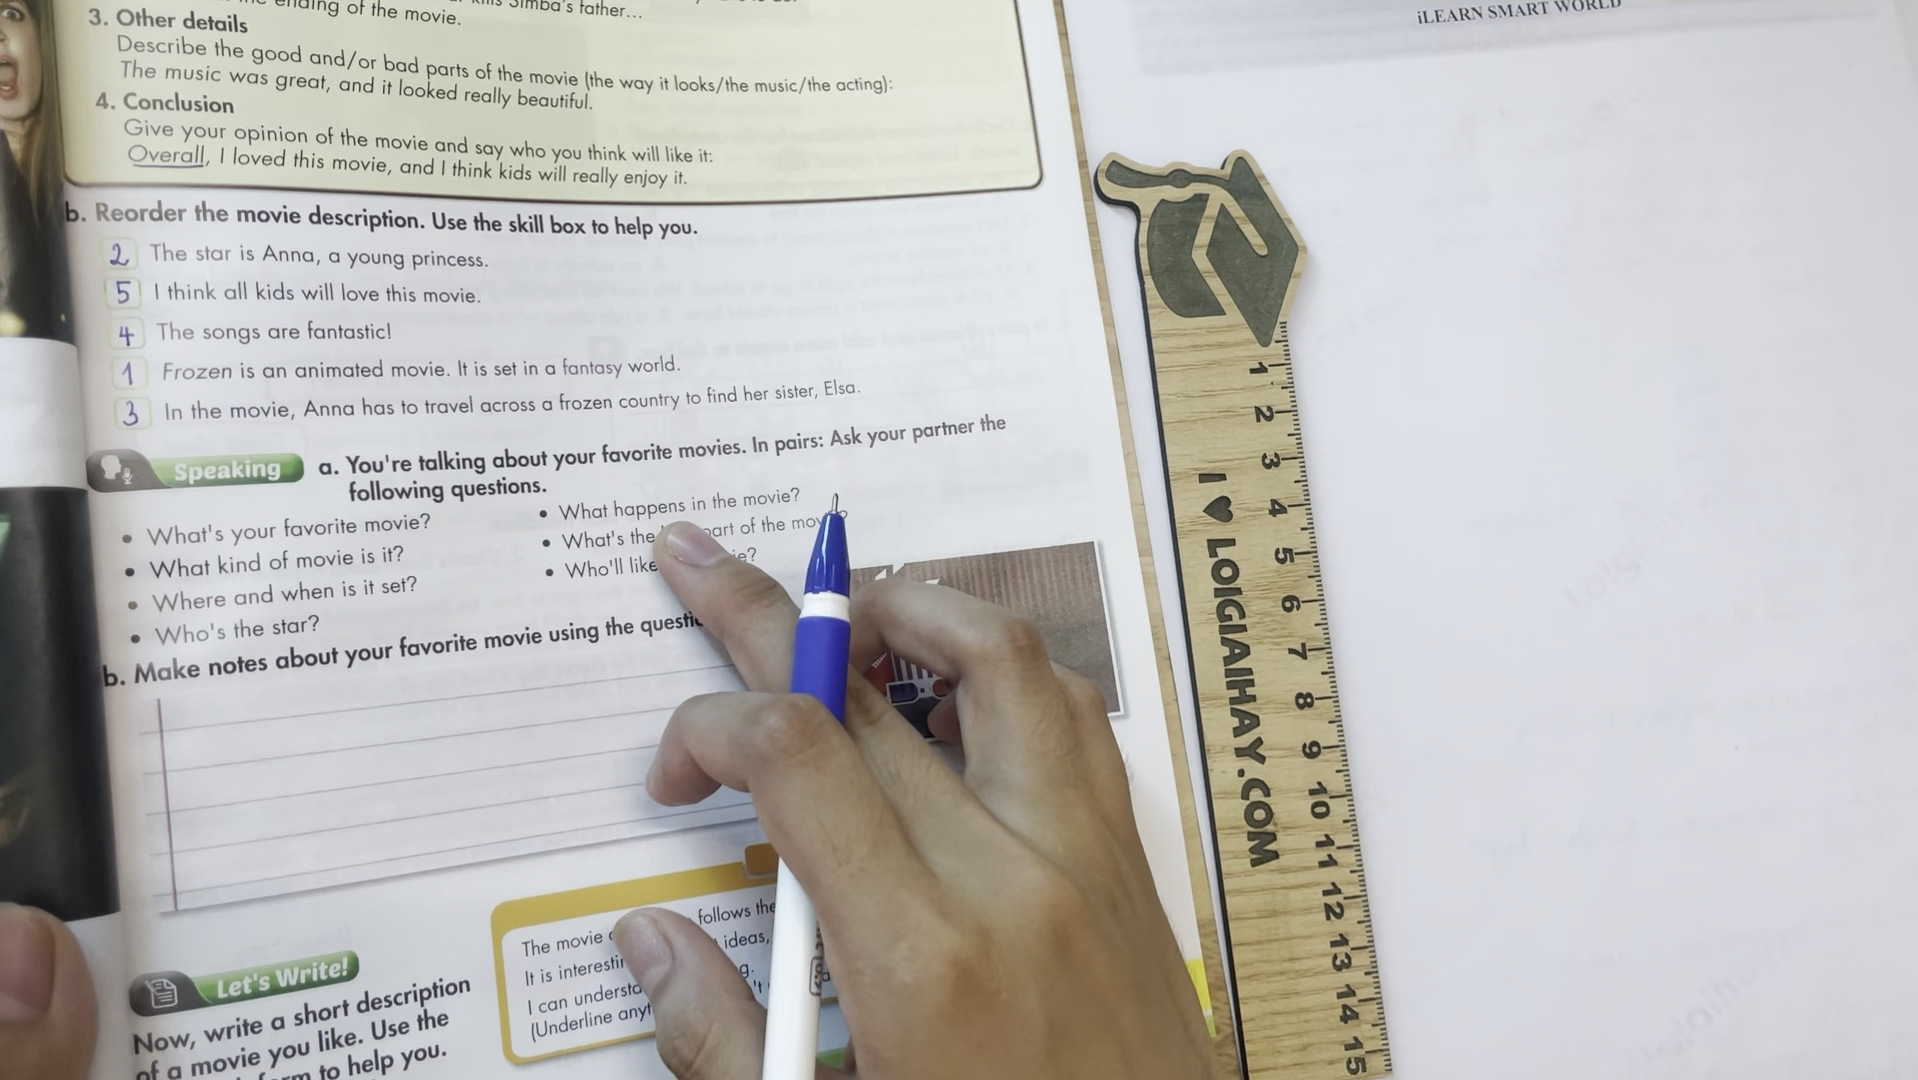 ending of the movie.
Simba's father...
3. Other details
Describe the good and/or bad parts of the movie (the way it looks/the music/the acting):
The music was great, and it looked really beautiful.
4. Conclusion
Give your opinion of the movie and say who you think will like it:
Overall, I loved this movie, and I think kids will really enjoy it.
b. Reorder the movie description. Use the skill box to help you.
2 The star is Anna, a young princess.
5 I think all kids will love this movie.
4 The songs are fantastic!
1 Frozen is an animated movie. It is set in a fantasy world.
3 In the movie, Anna has to travel across a frozen country to find her sister, Elsa.
Speaking
a. You're talking about your favorite movies. In pairs: Ask your partner the
following questions.
• What's your favorite movie?
• What kind of movie is it?
• Where and when is it set?
• Who's the star?
• What happens in the movie?
• What's the part of the
• Who'll like
b. Make notes about your favorite movie using the
The movie follows the
ideas,
It is
I can
(Underline
Let's Write!
Now, write a short description
of a movie you like. Use the
to help you.
iLEARN SMART WORLD
I ♥ LOIGIAIHAY.COM
1 2 3 4 5 6 7 8 9 10 11 12 13 14 15